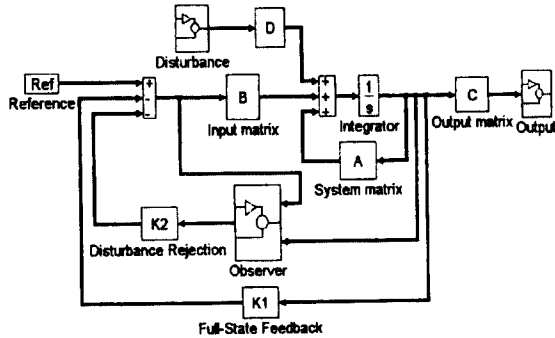 D
Disturbance
Ref
Reference
+
-
-
B
Input matrix
+
+
+
1
s
Integrator
C
Output matrix
Output
A
System matrix
K2
Disturbance Rejection
Observer
K1
Full-State Feedback